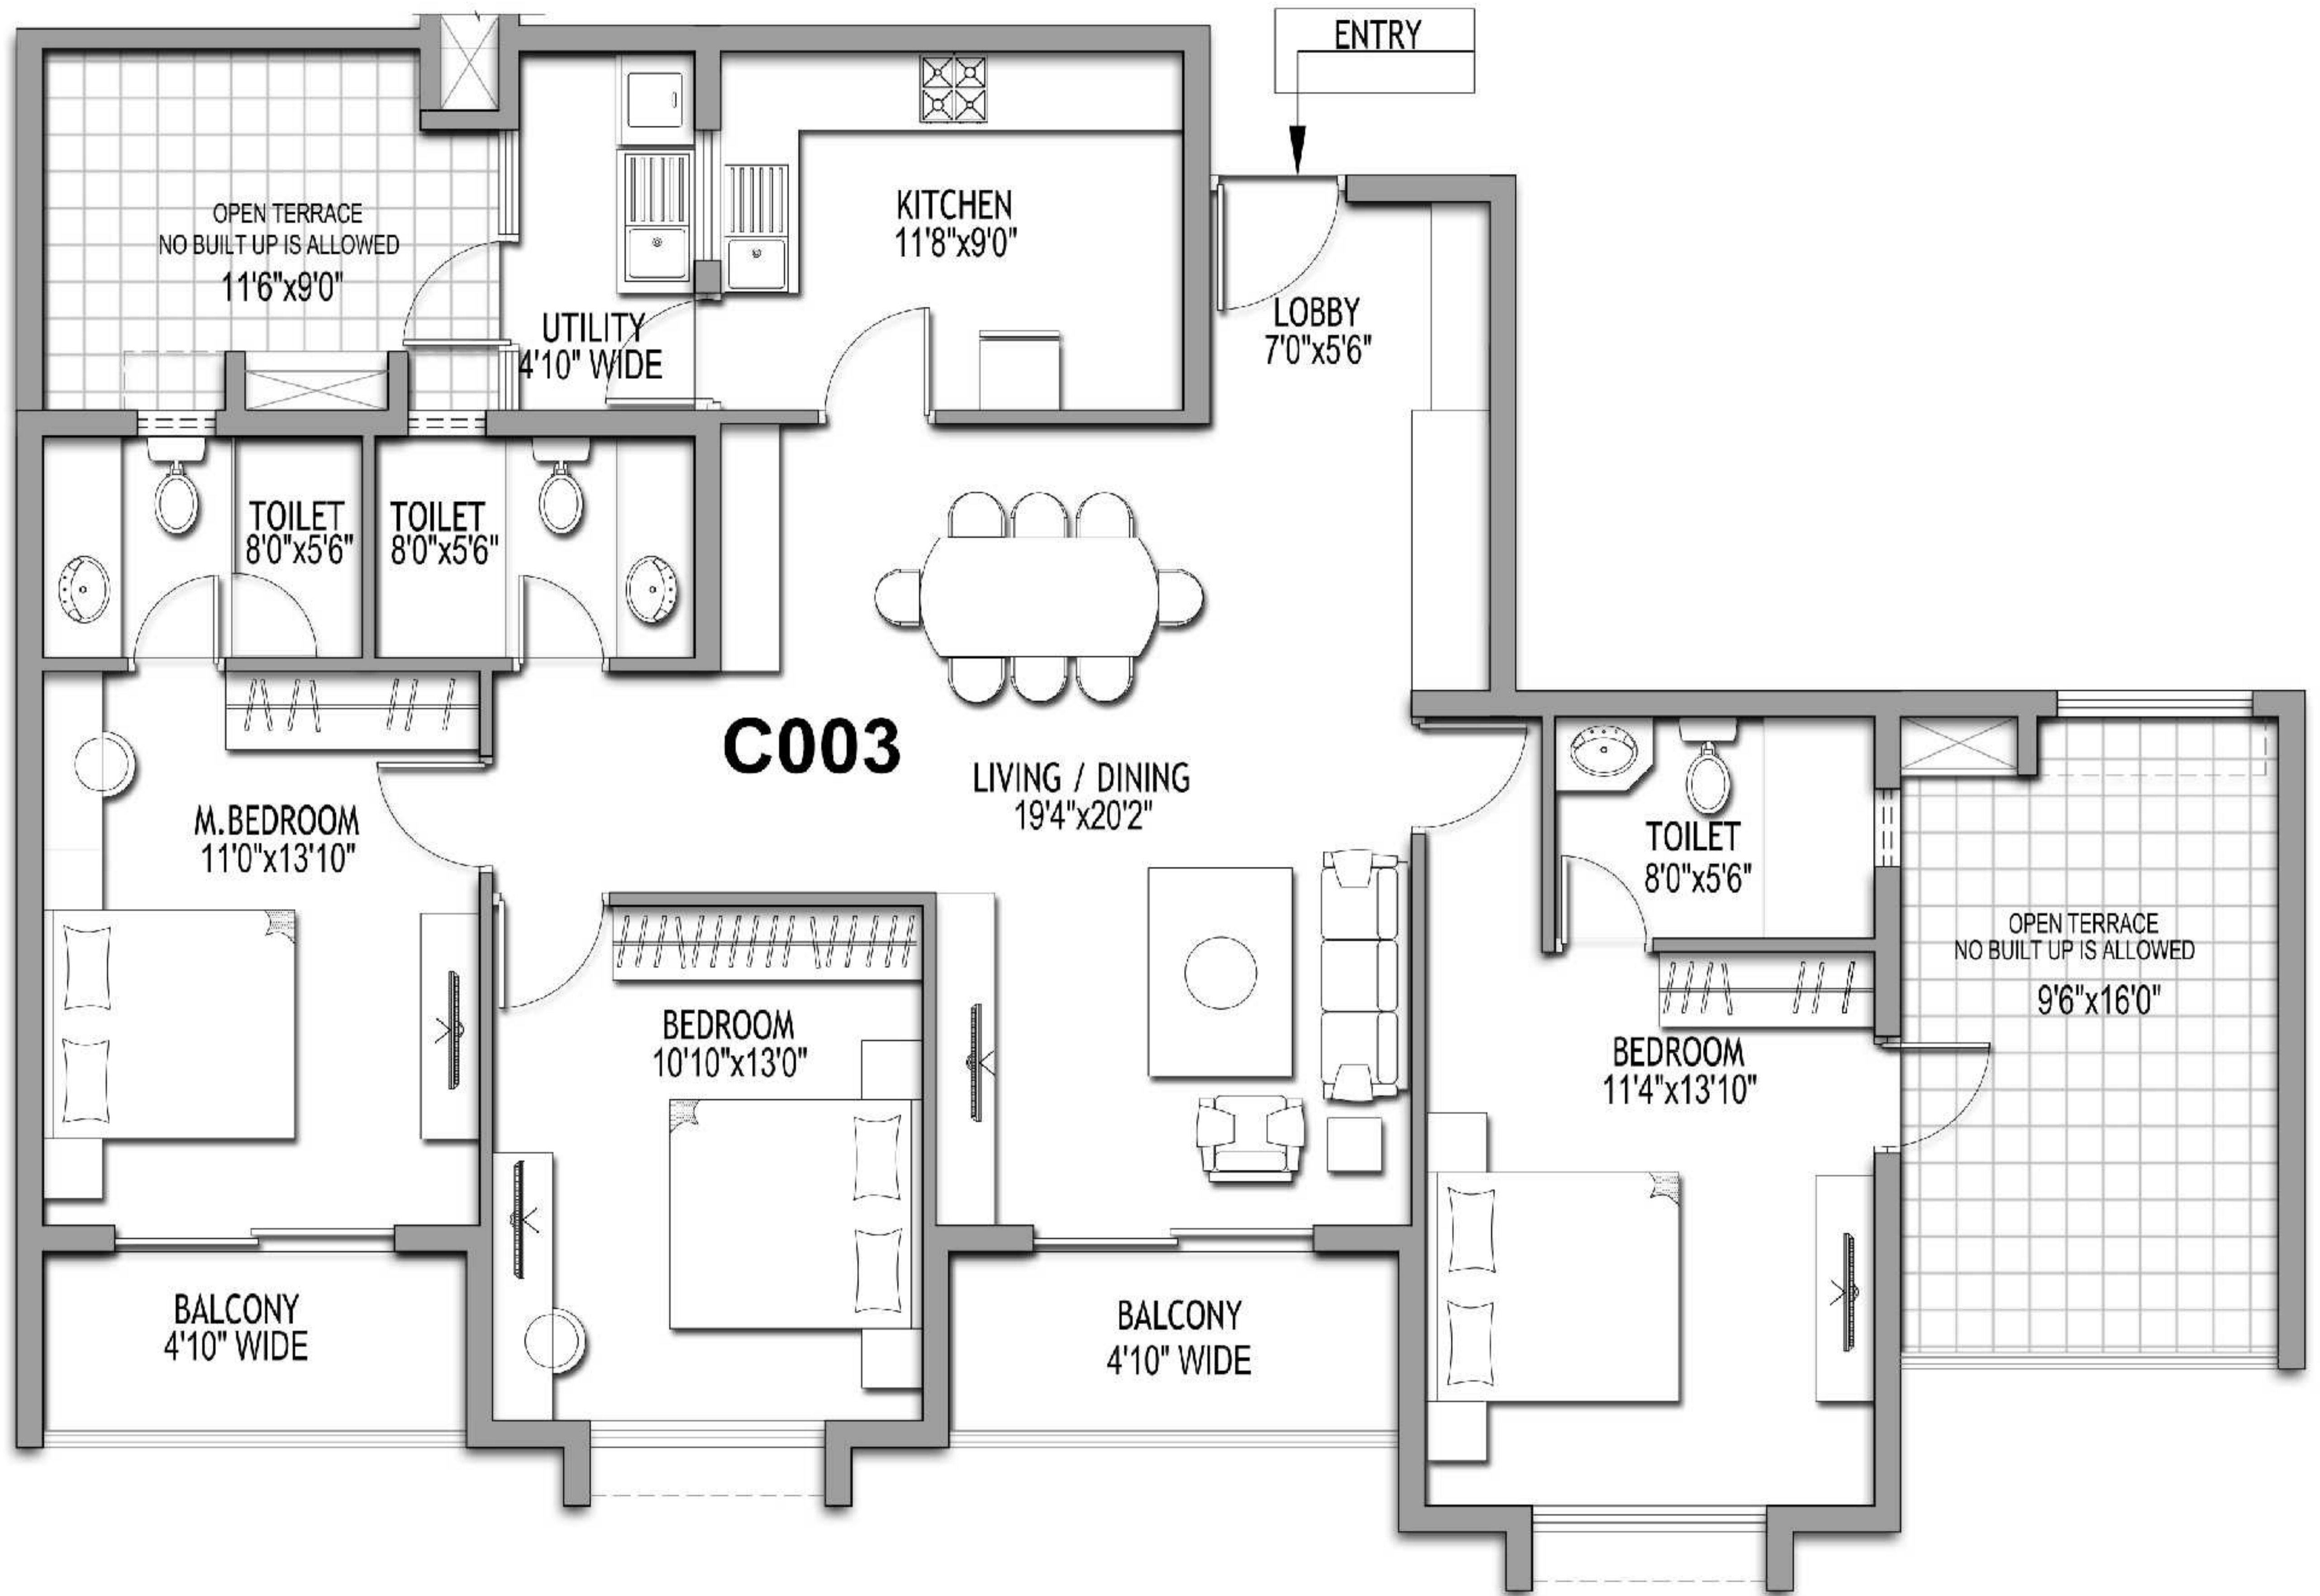 ENTRY
OPEN TERRACE
NO BUILT UP IS ALLOWED
11'6"x9'0"
UTILITY
4'10" WIDE
KITCHEN
11'8"x9'0"
LOBBY
7'0"x5'6"
TOILET
8'0"x5'6"
TOILET
8'0"x5'6"
C003
LIVING / DINING
19'4"x20'2"
M.BEDROOM
11'0"x13'10"
TOILET
8'0"x5'6"
OPEN TERRACE
NO BUILT UP IS ALLOWED
9'6"x16'0"
BEDROOM
10'10"x13'0"
BEDROOM
11'4"x13'10"
BALCONY
4'10" WIDE
BALCONY
4'10" WIDE